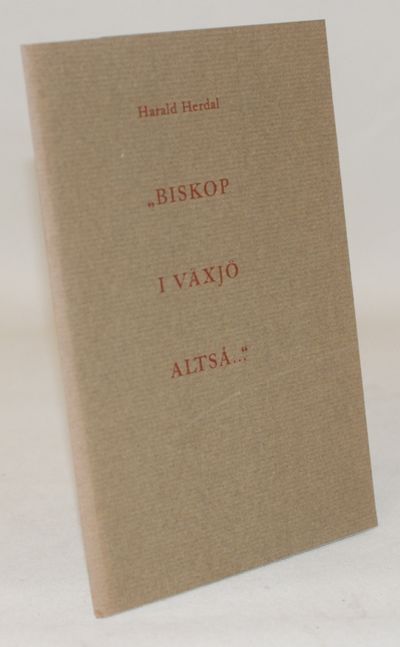 Harald Herdal
„BISKOP
I VÄXJÖ
ALTSÅ...“